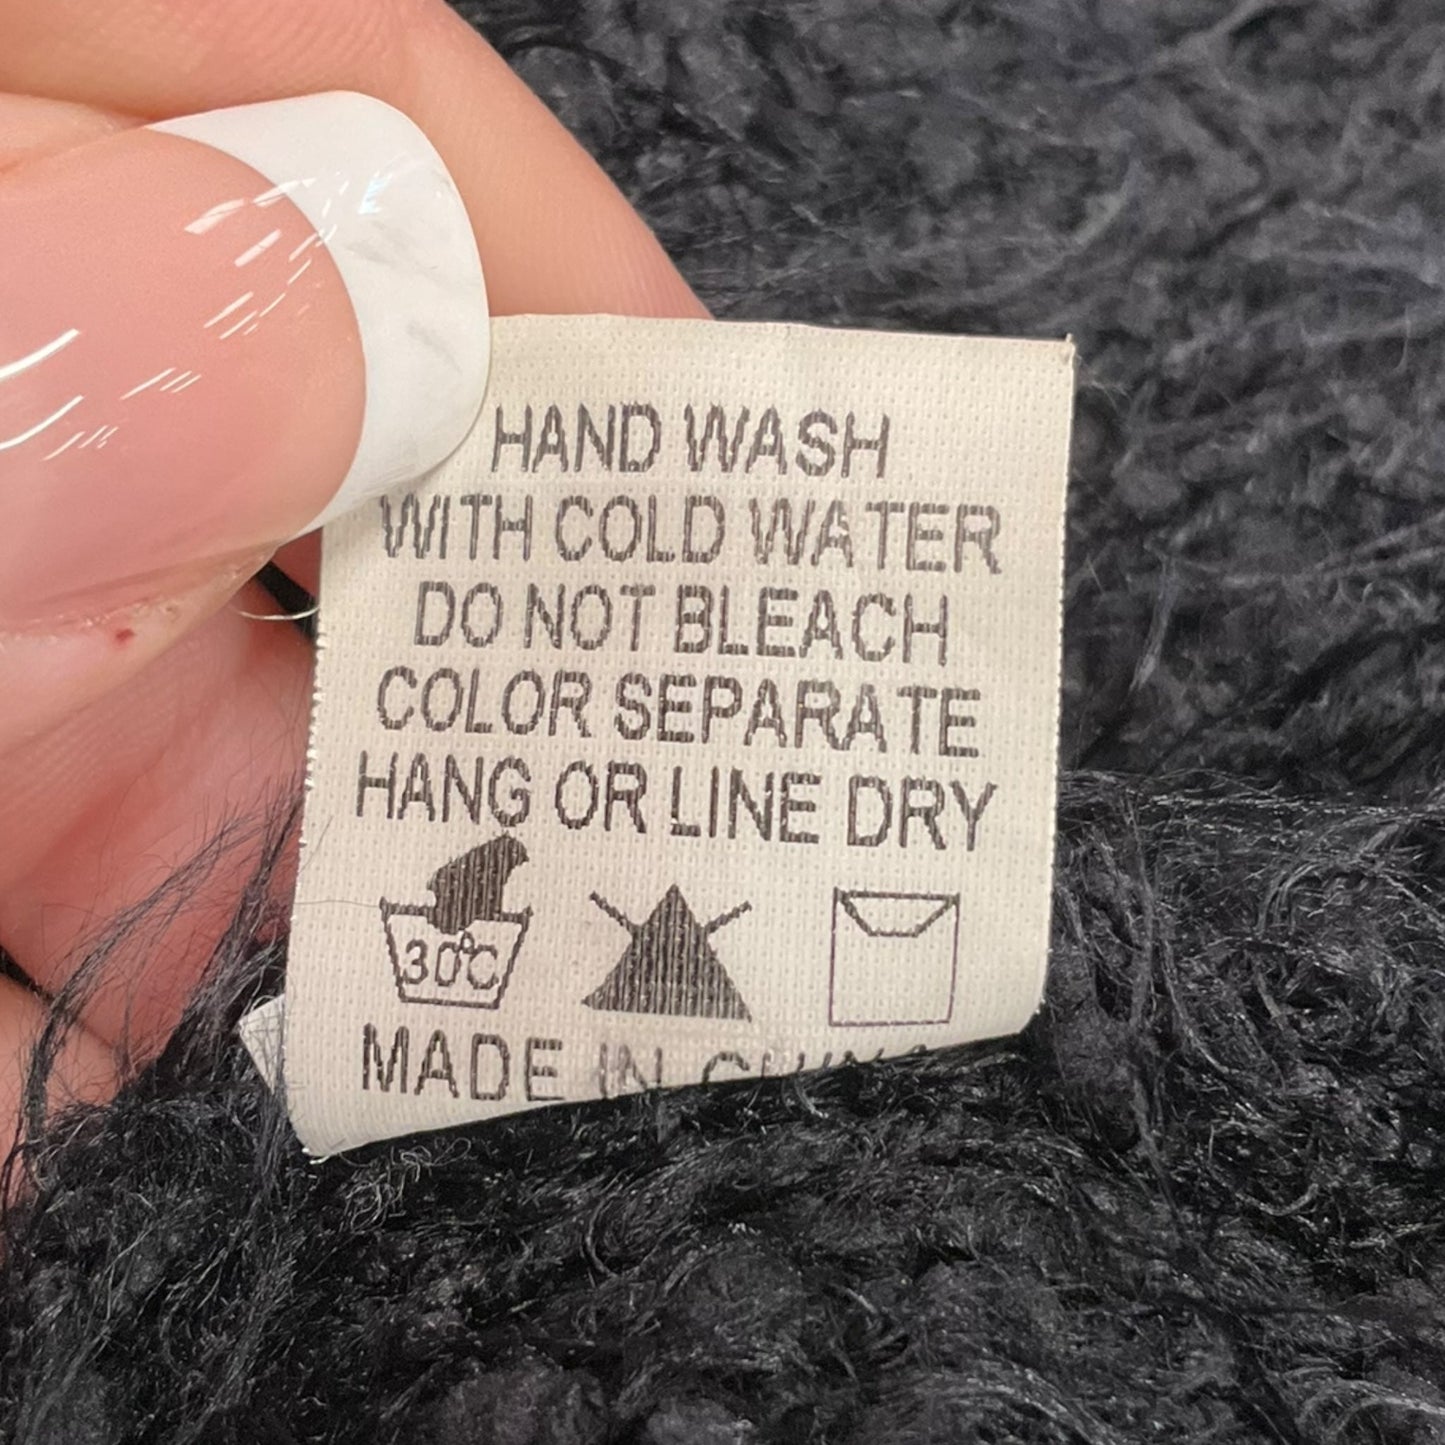 HAND WASH
WITH COLD WATER
DO NOT BLEACH
COLOR SEPARATE
HANG OR LINE DRY
30°C
MADE IN CHINA